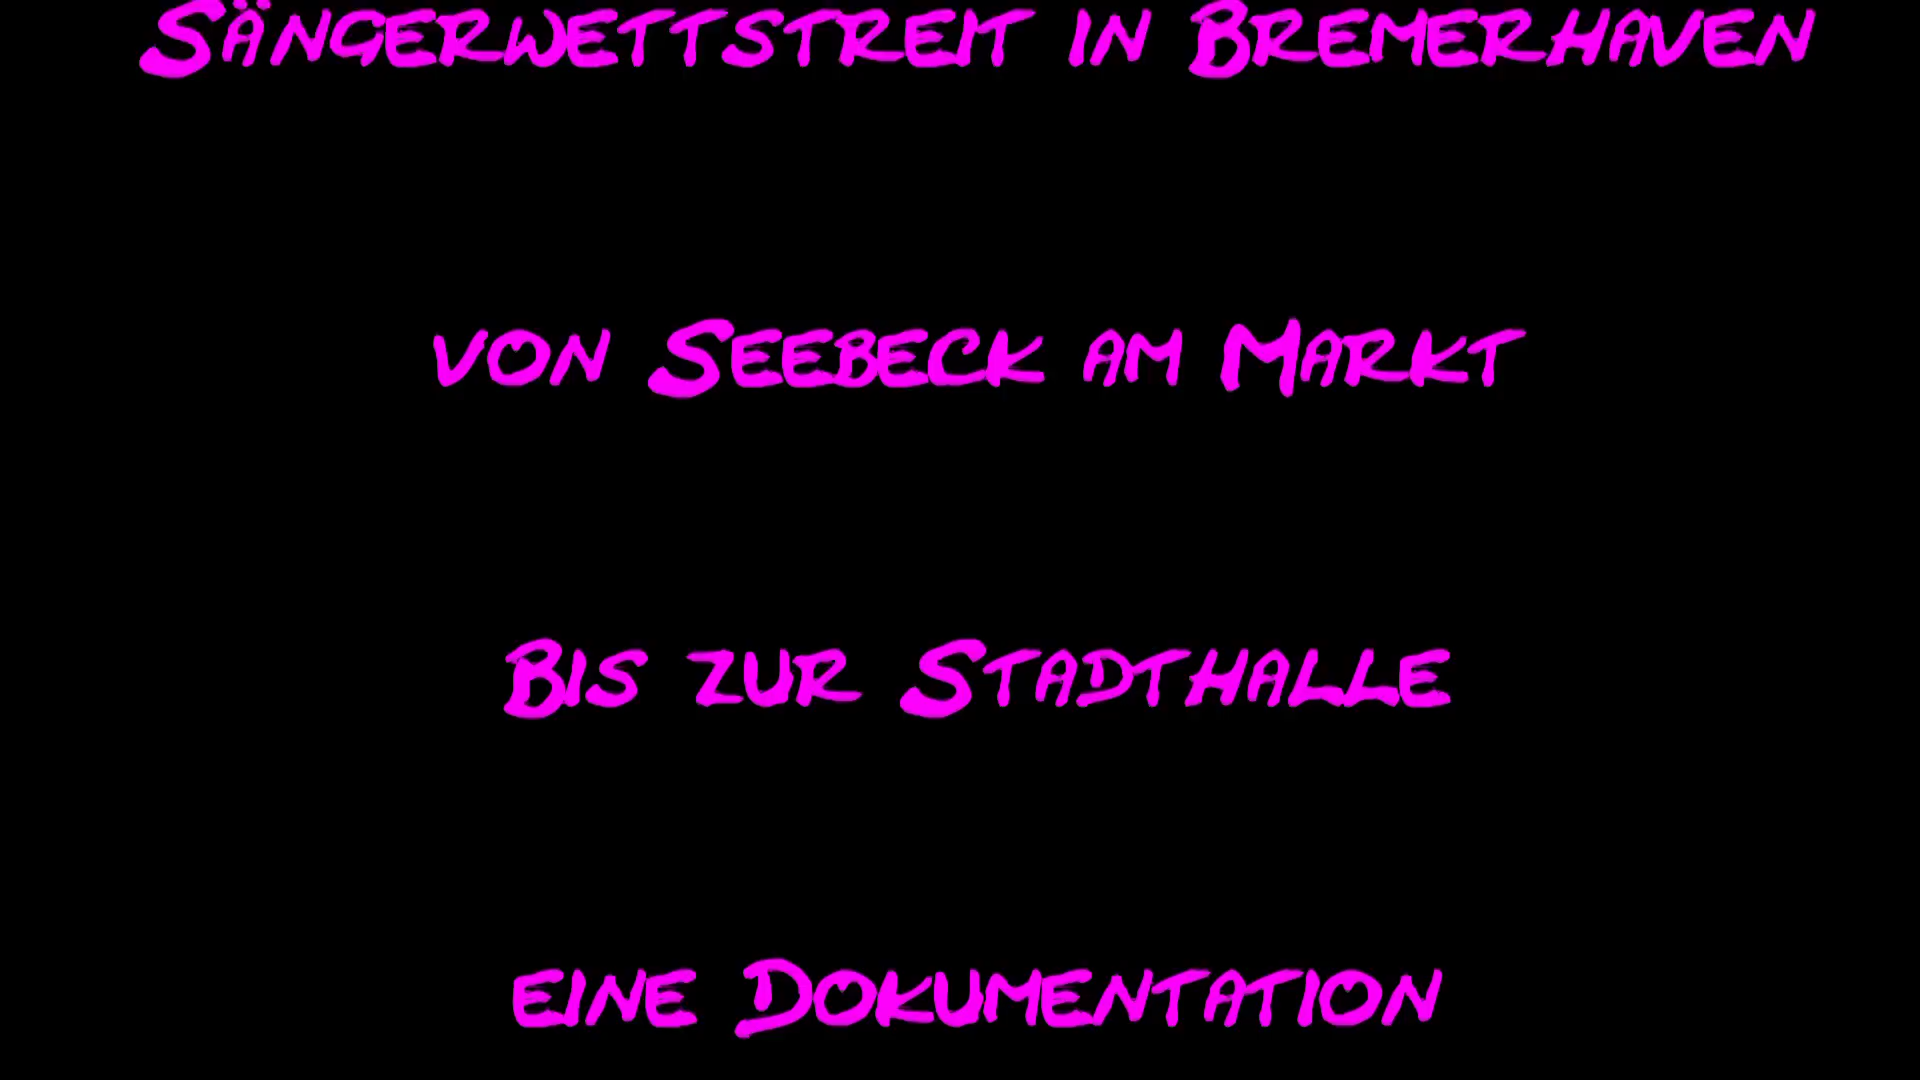 Sängerwettstreit in Bremerhaven
von Seebeck am Markt
Bis zur Stadthalle
eine Dokumentation